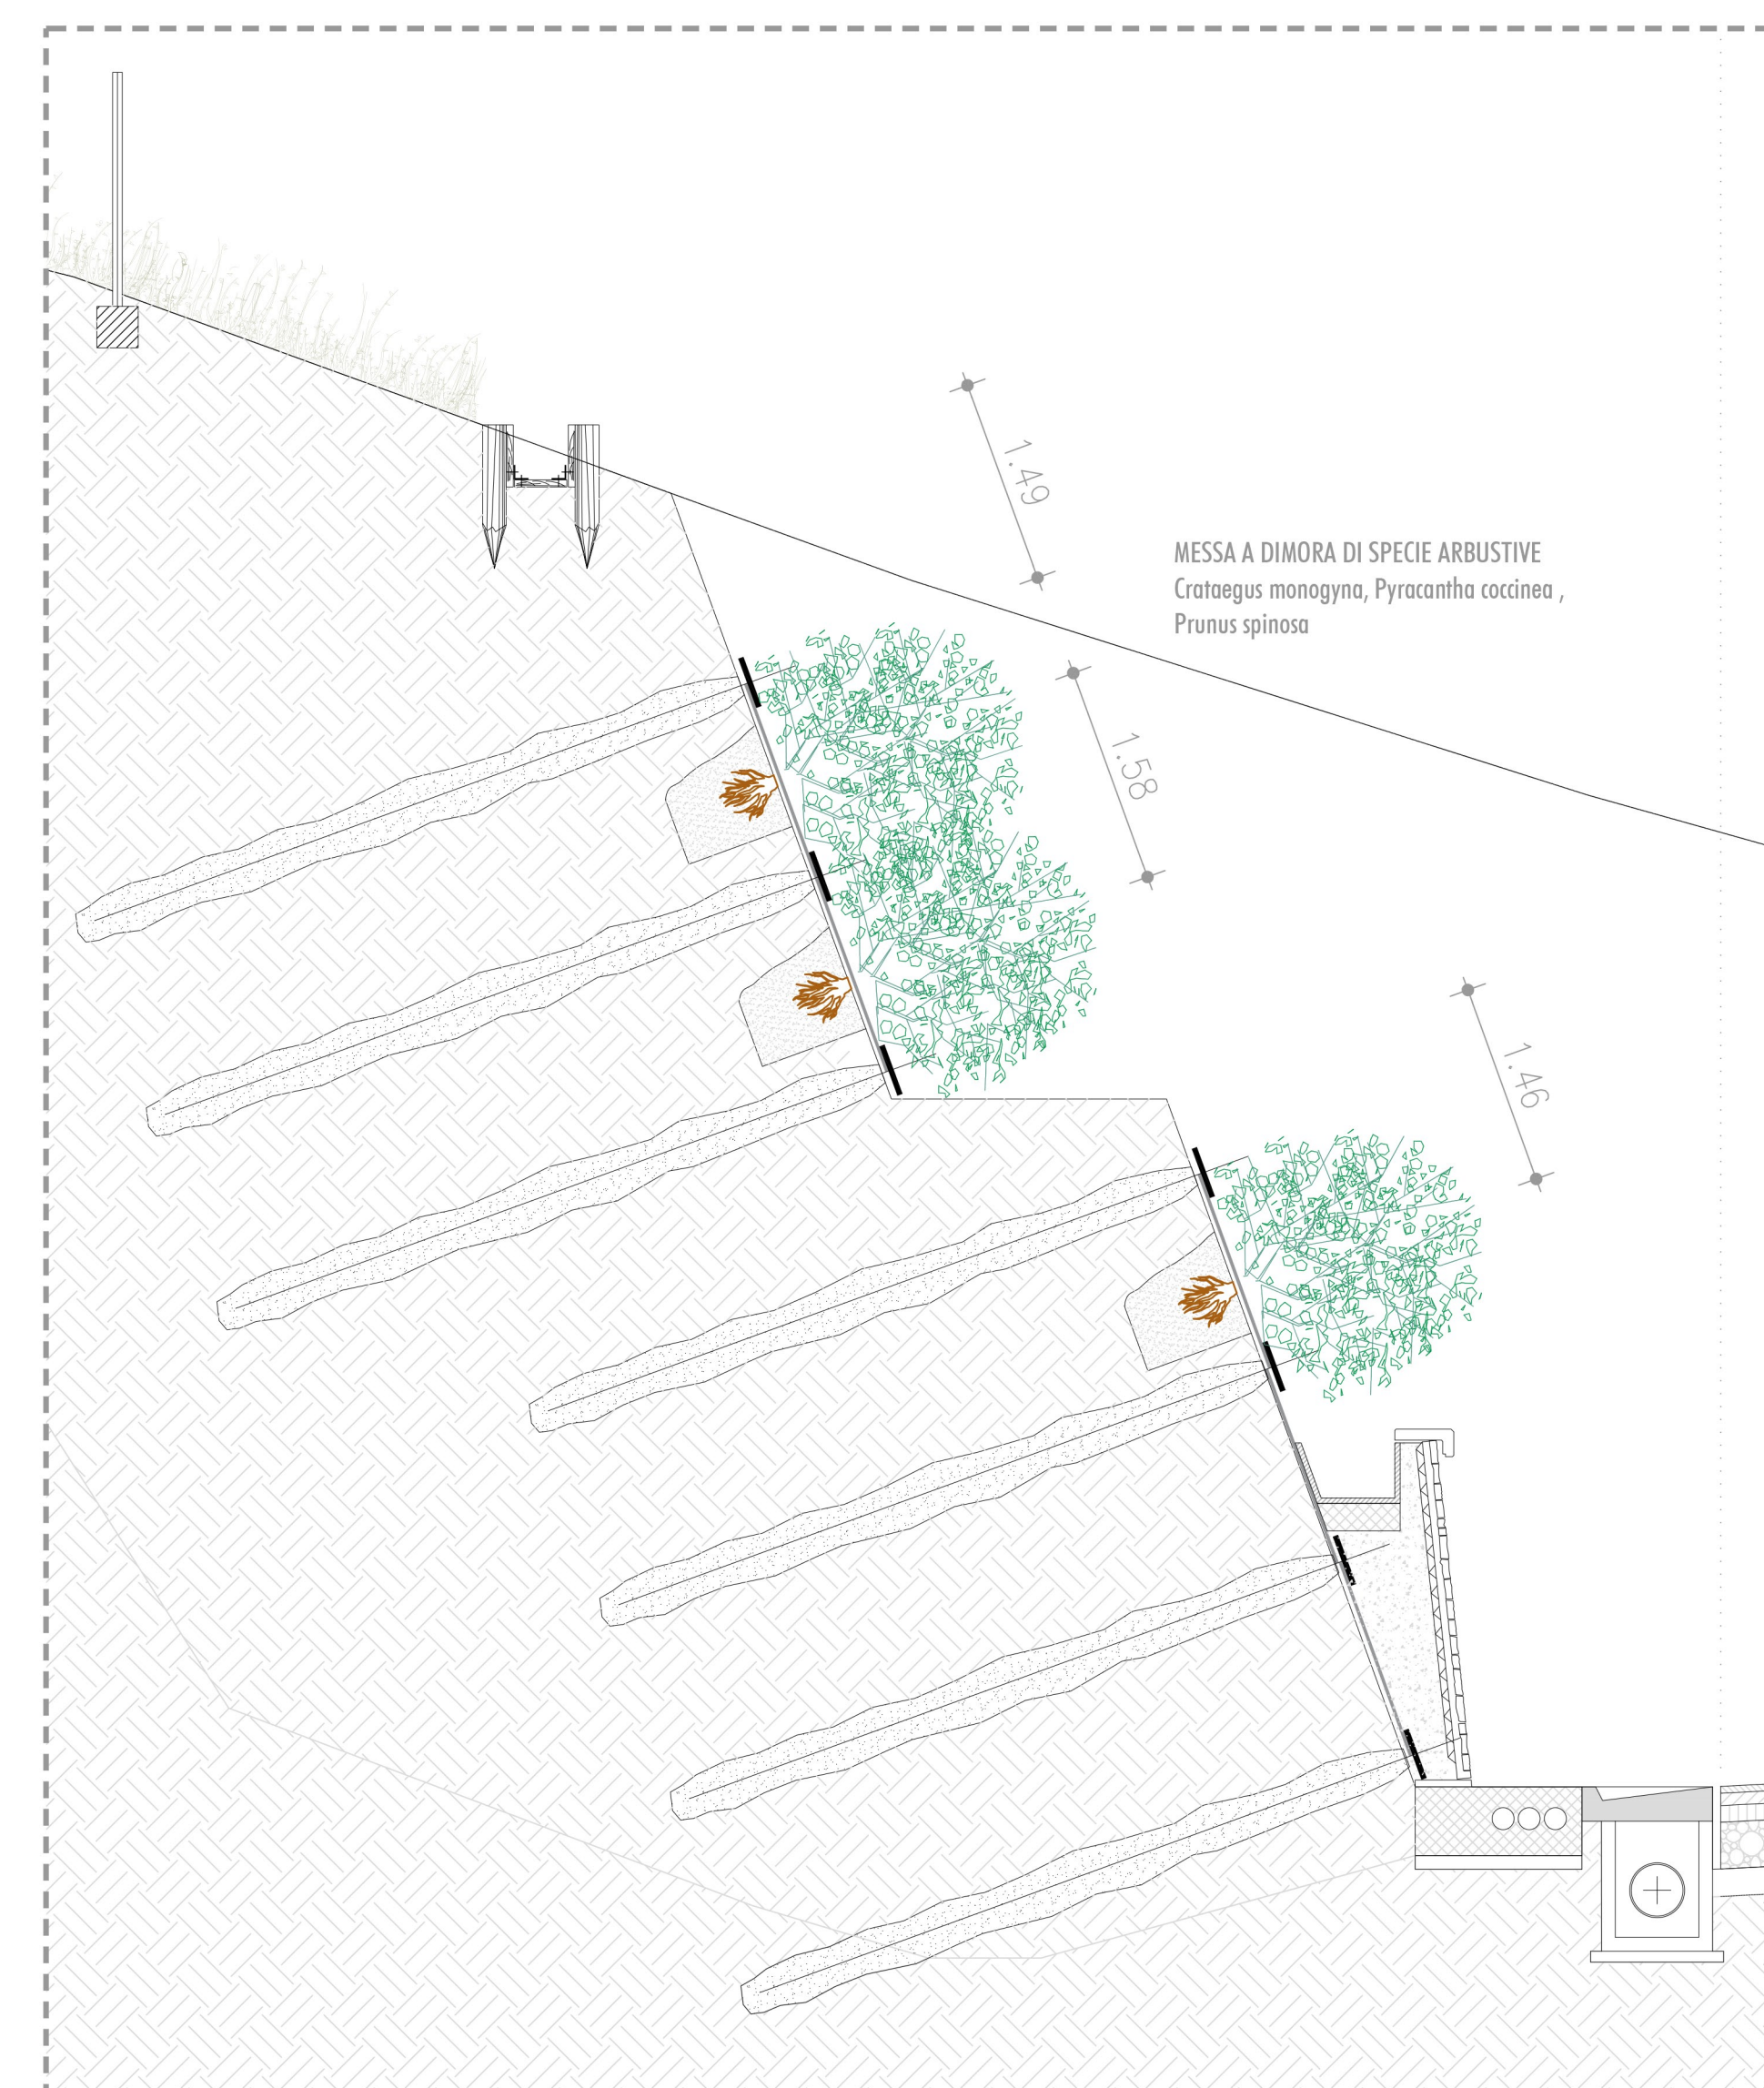 1.49
MESSA A DIMORA DI SPECIE ARBUSTIVE
Crataegus monogyna, Pyracantha coccinea ,
Prunus spinosa
1.58
1.46